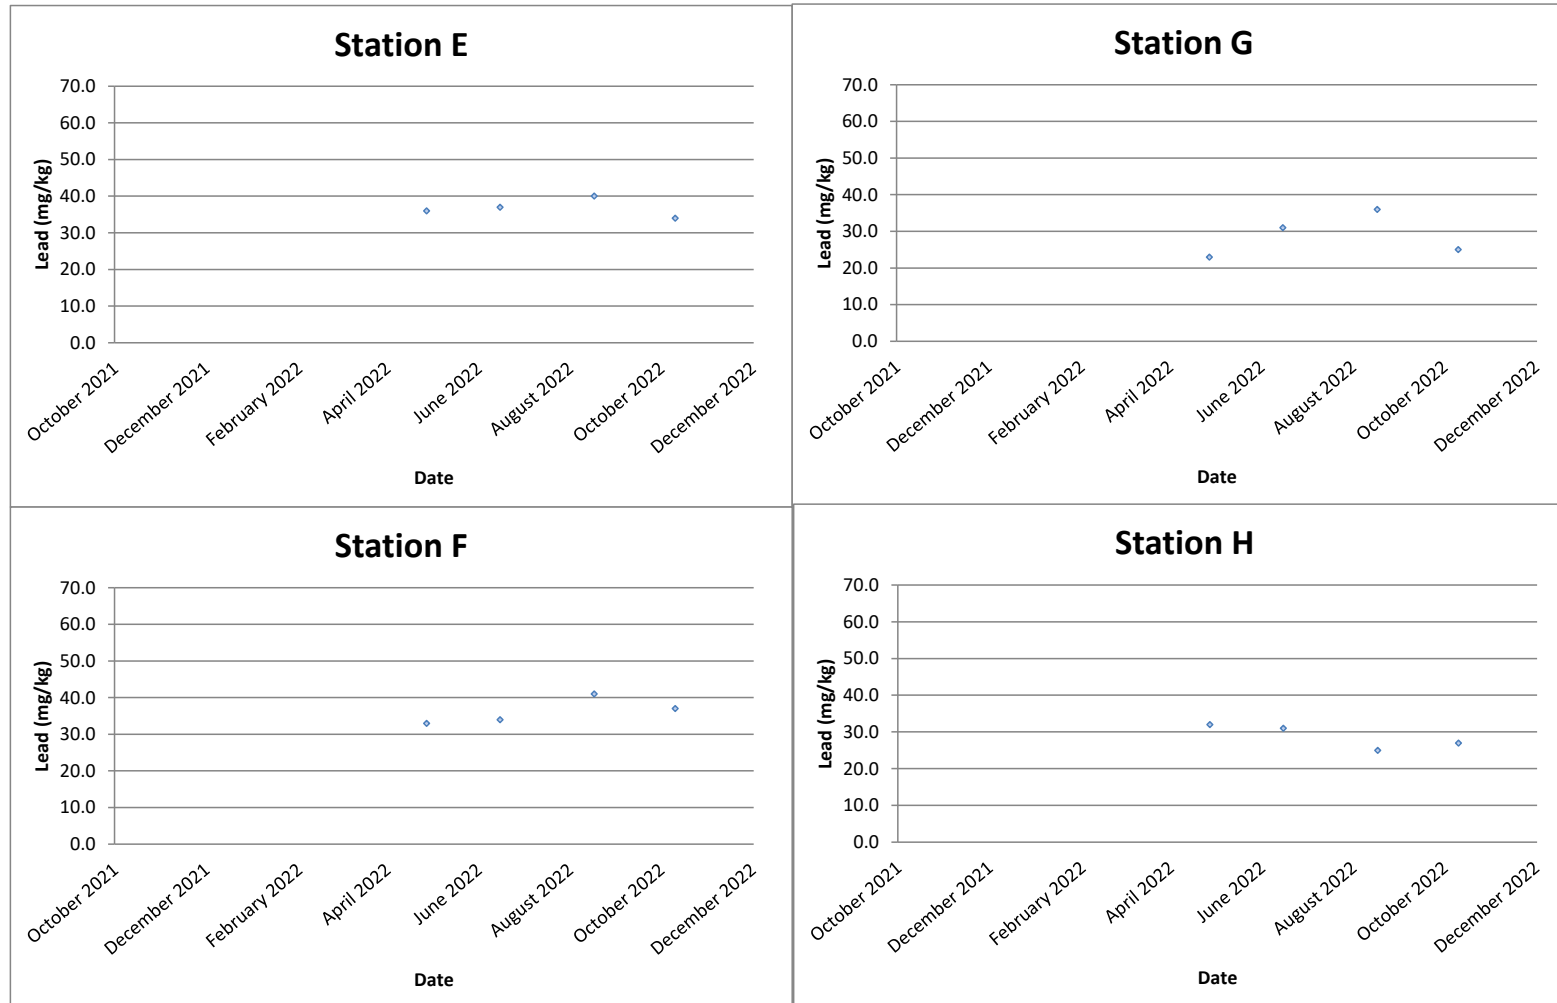 Station E
70.0
60.0
50.0
40.0
30.0
20.0
10.0
0.0
Lead (mg/kg)
October 2021
December 2021
February 2022
April 2022
June 2022
August 2022
October 2022
December 2022
Date
Station G
70.0
60.0
50.0
40.0
30.0
20.0
10.0
0.0
Lead (mg/kg)
October 2021
December 2021
February 2022
April 2022
June 2022
August 2022
October 2022
December 2022
Date
Station F
70.0
60.0
50.0
40.0
30.0
20.0
10.0
0.0
Lead (mg/kg)
October 2021
December 2021
February 2022
April 2022
June 2022
August 2022
October 2022
December 2022
Date
Station H
70.0
60.0
50.0
40.0
30.0
20.0
10.0
0.0
Lead (mg/kg)
October 2021
December 2021
February 2022
April 2022
June 2022
August 2022
October 2022
December 2022
Date